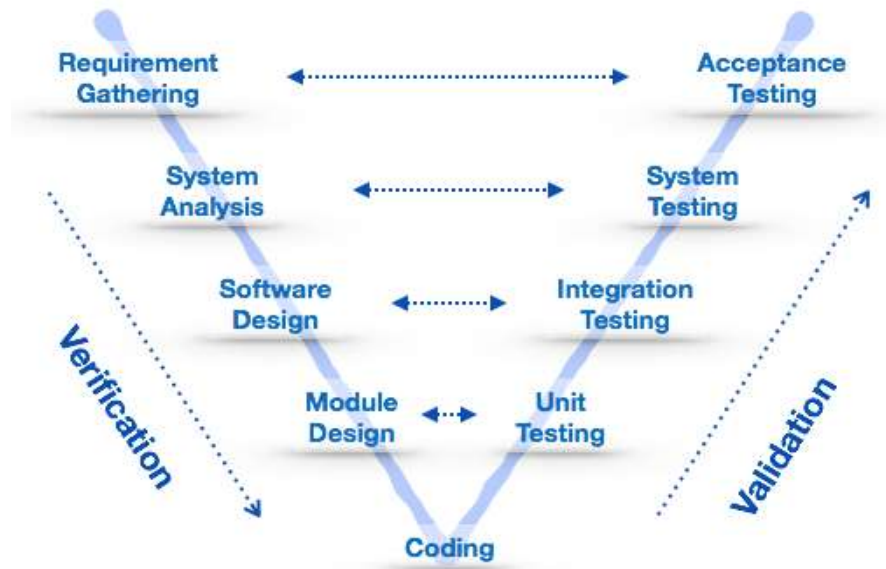 Requirement
Gathering
Acceptance
Testing
System
Analysis
System
Testing
Software
Design
Integration
Testing
Module
Design
Unit
Testing
Coding
Verification
Validation